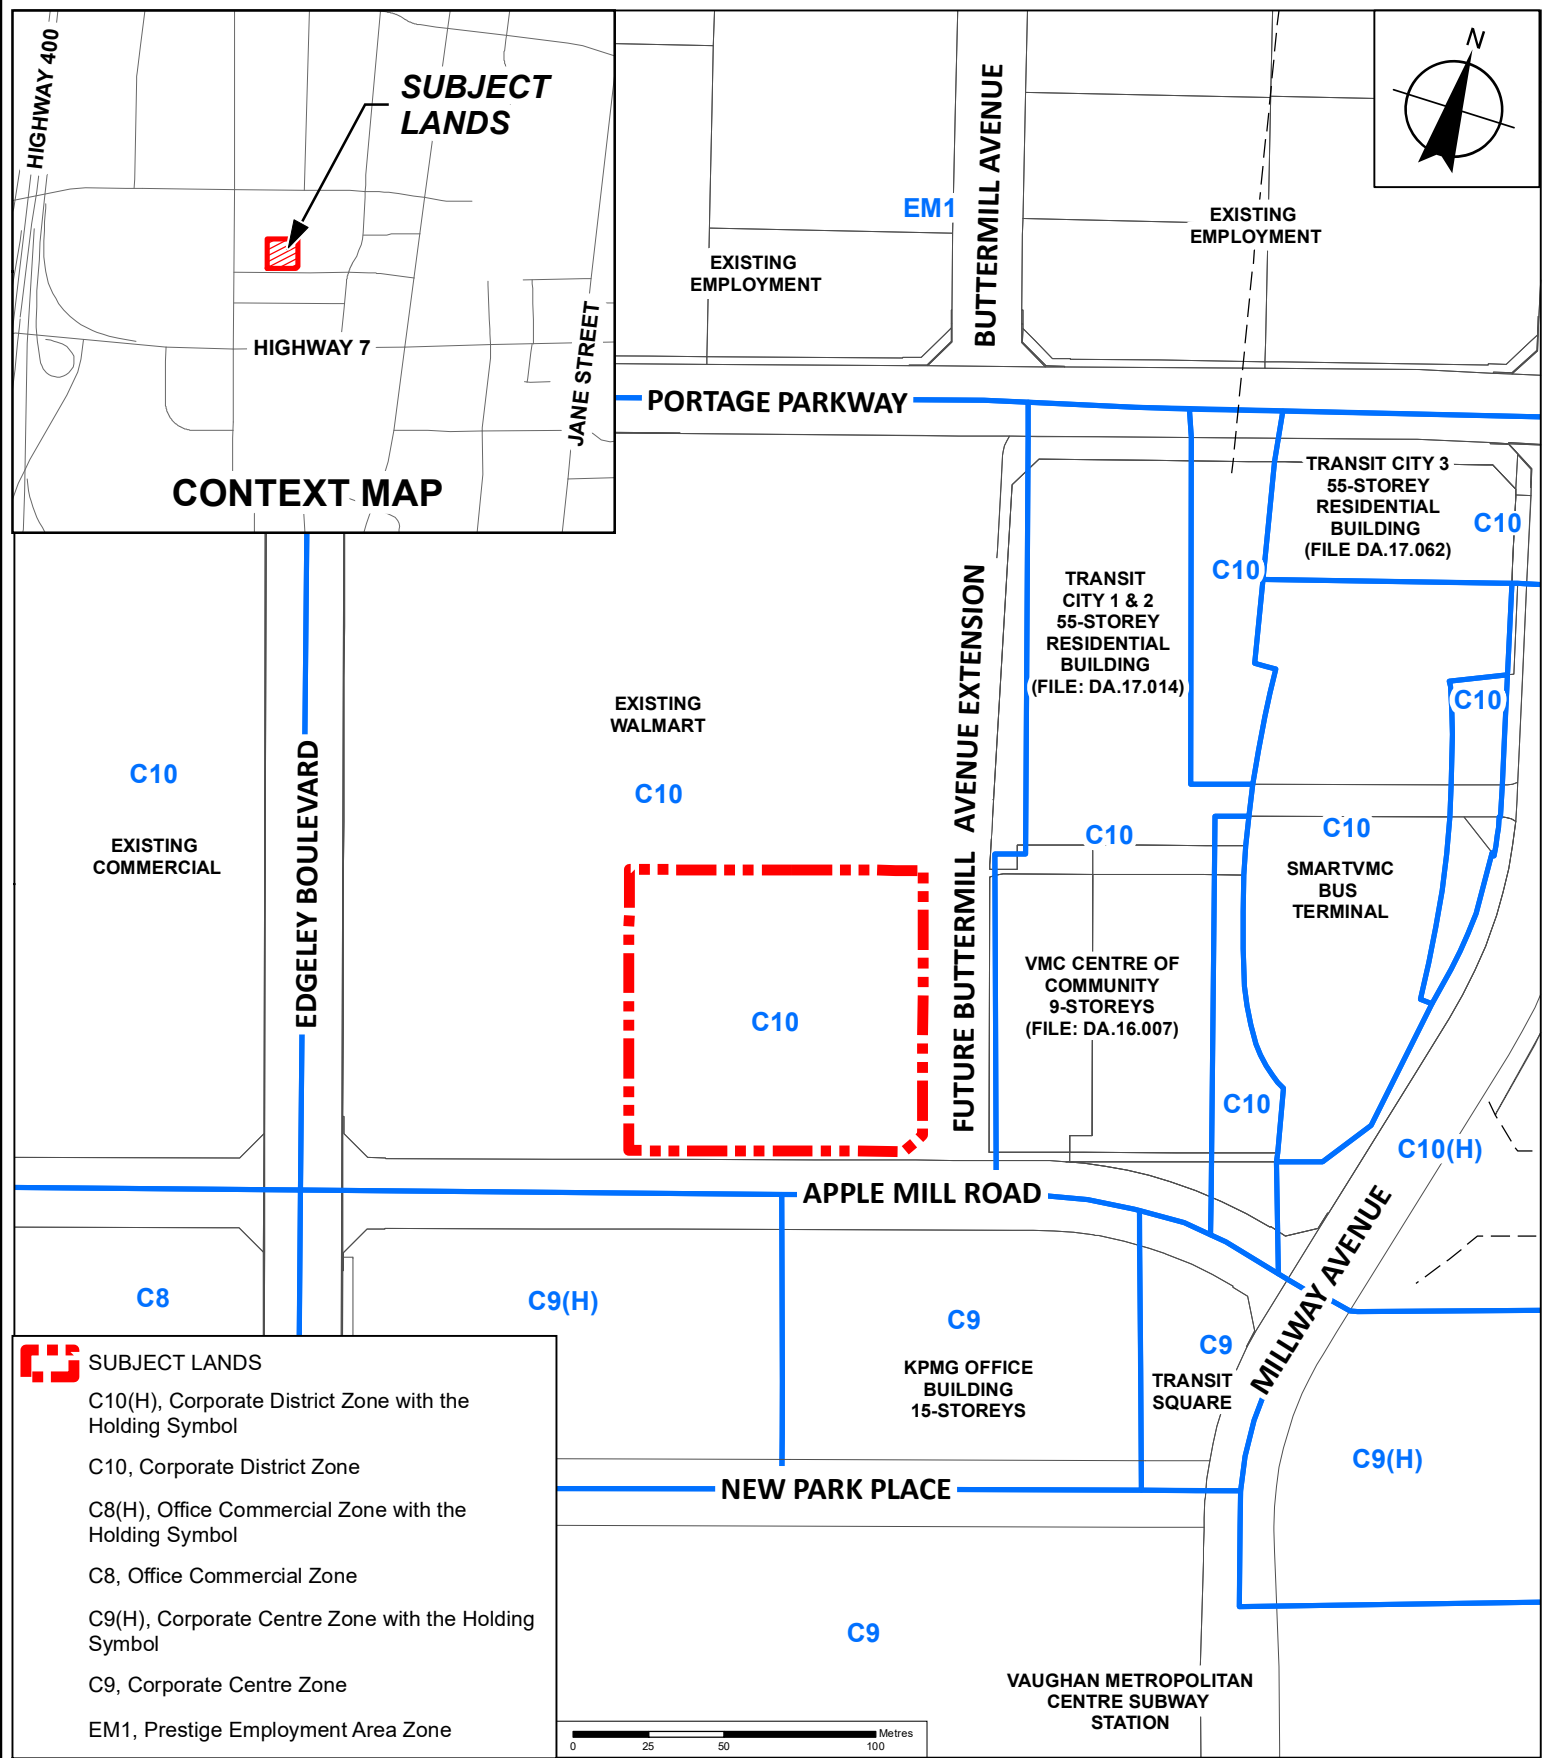 HIGHWAY 400
SUBJECT
LANDS
HIGHWAY 7
JANE STREET
CONTEXT MAP
N
BUTTERMILL AVENUE
EM1
EXISTING
EMPLOYMENT
EXISTING
EMPLOYMENT
PORTAGE PARKWAY
TRANSIT CITY 3
55-STOREY
RESIDENTIAL
BUILDING
(FILE DA.17.062)
C10
C10
TRANSIT
CITY 1 & 2
55-STOREY
RESIDENTIAL
BUILDING
(FILE: DA.17.014)
C10
FUTURE BUTTERMILL AVENUE EXTENSION
EXISTING
WALMART
C10
EDGELEY BOULEVARD
C10
EXISTING
COMMERCIAL
C10
C10
SMARTVMC
BUS
TERMINAL
VMC CENTRE OF
COMMUNITY
9-STOREYS
(FILE: DA.16.007)
C10
C10
C10(H)
APPLE MILL ROAD
MILLWAY AVENUE
C8
C9(H)
C9
KPMG OFFICE
BUILDING
15-STOREYS
C9
TRANSIT
SQUARE
C9(H)
NEW PARK PLACE
C9
VAUGHAN METROPOLITAN
CENTRE SUBWAY
STATION
SUBJECT LANDS
C10(H), Corporate District Zone with the
Holding Symbol
C10, Corporate District Zone
C8(H), Office Commercial Zone with the
Holding Symbol
C8, Office Commercial Zone
C9(H), Corporate Centre Zone with the Holding
Symbol
C9, Corporate Centre Zone
EM1, Prestige Employment Area Zone
Metres
0 25 50 100